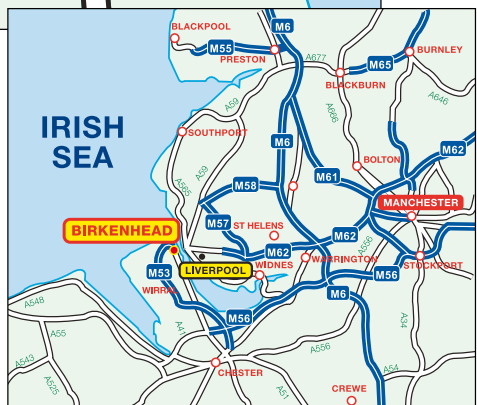 BLACKPOOL
M6
M55
PRESTON
A677
BURNLEY
M65
BLACKBURN
A59
A646
IRISH
SEA
SOUTHPORT
A666
M6
M62
A59
BOLTON
M61
A565
M58
MANCHESTER
M57
ST HELENS
BIRKENHEAD
M62
M62
A556
WARRINGTON
STOCKPORT
LIVERPOOL
WIDNES
M53
M56
WIRRAL
M6
A548
M56
A34
A55
A41
A556
A543
CHESTER
A54
A525
A51
CREWE